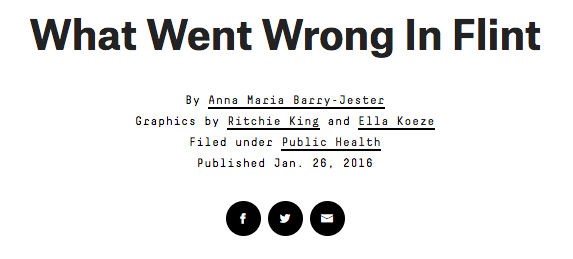 What Went Wrong In Flint
By Anna Maria Barry-Jester
Graphics by Ritchie King and Ella Koeze
Filed under Public Health
Published Jan. 26, 2016